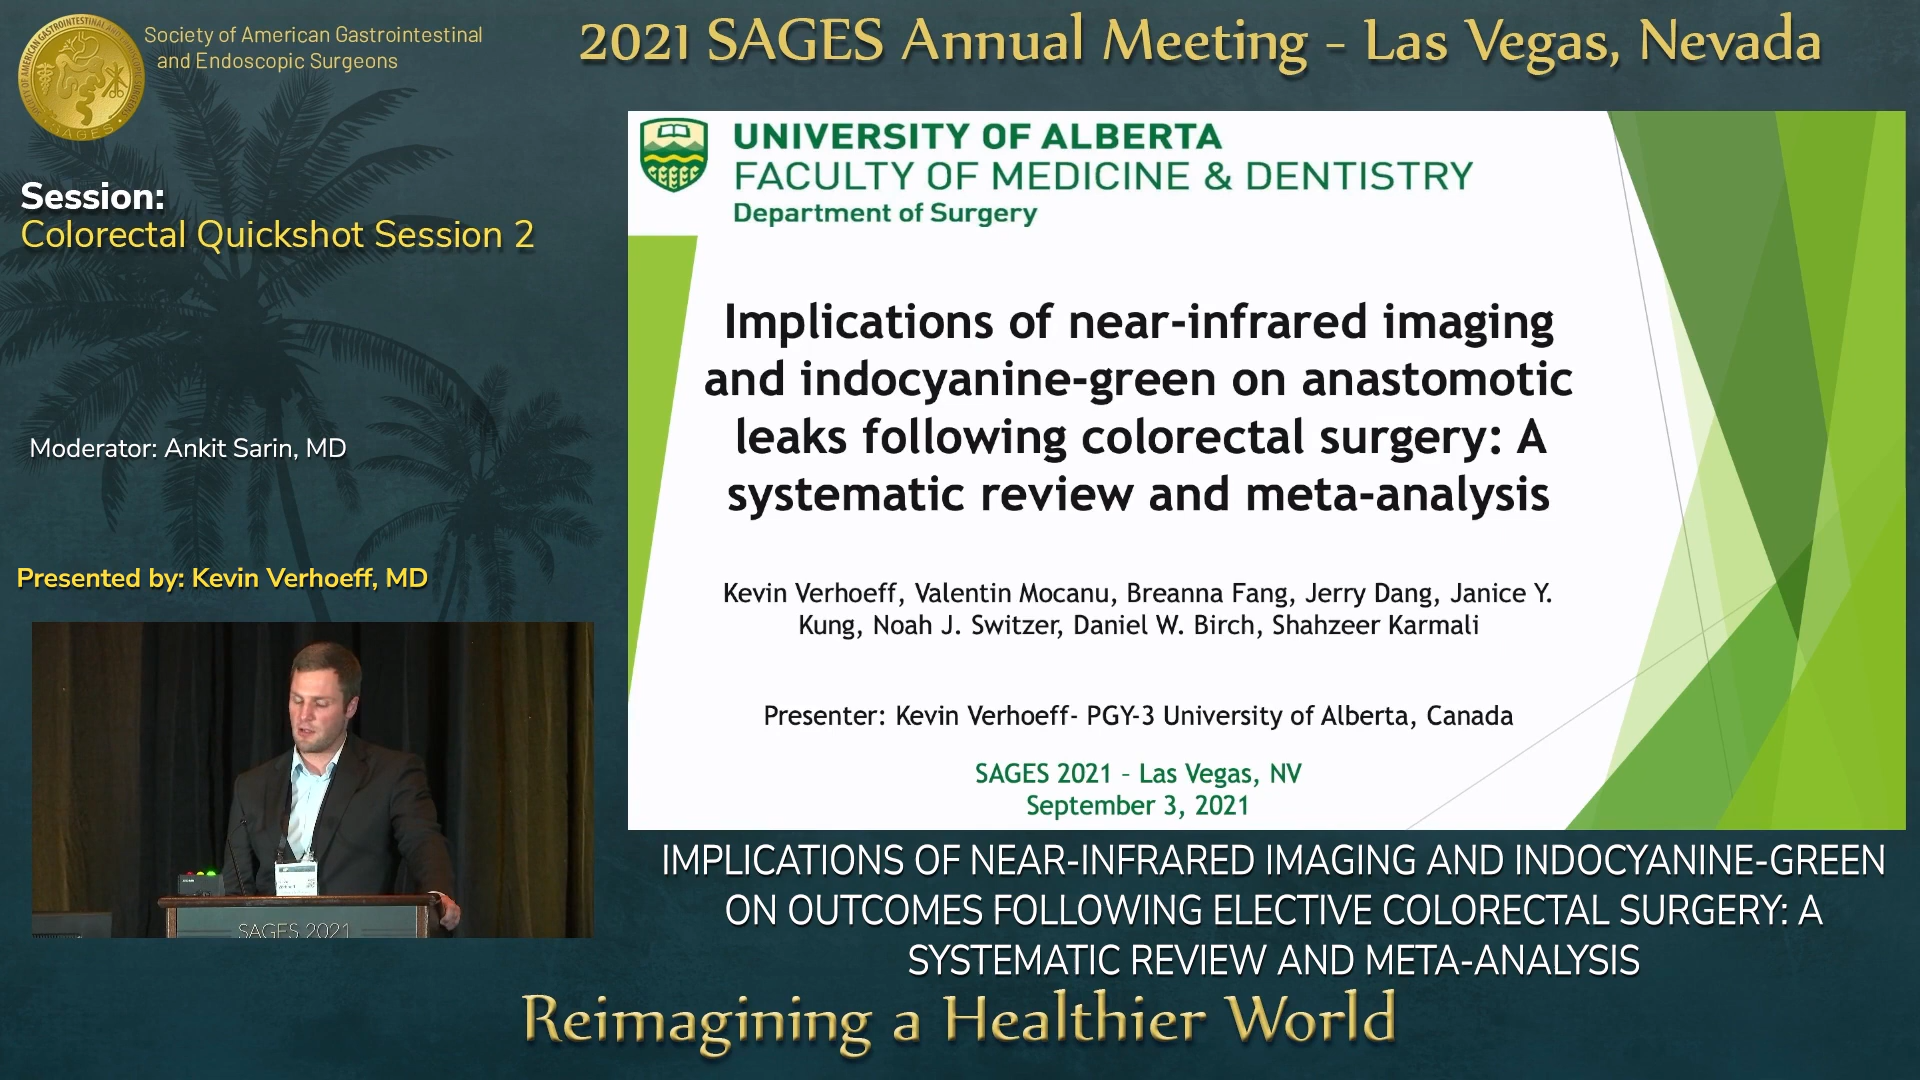 Society of American Gastrointestinal
and Endoscopic Surgeons
SAGES
2021 SAGES Annual Meeting - Las Vegas, Nevada
Session:
Colorectal Quickshot Session 2
Moderator: Ankit Sarin, MD
Presented by: Kevin Verhoeff, MD
SAGES 2021
UNIVERSITY OF ALBERTA
FACULTY OF MEDICINE & DENTISTRY
Department of Surgery
Implications of near-infrared imaging
and indocyanine-green on anastomotic
leaks following colorectal surgery: A
systematic review and meta-analysis
Kevin Verhoeff, Valentin Mocanu, Breanna Fang, Jerry Dang, Janice Y.
Kung, Noah J. Switzer, Daniel W. Birch, Shahzeer Karmali
Presenter: Kevin Verhoeff- PGY-3 University of Alberta, Canada
SAGES 2021 – Las Vegas, NV
September 3, 2021
IMPLICATIONS OF NEAR-INFRARED IMAGING AND INDOCYANINE-GREEN
ON OUTCOMES FOLLOWING ELECTIVE COLORECTAL SURGERY: A
SYSTEMATIC REVIEW AND META-ANALYSIS
Reimagining a Healthier World